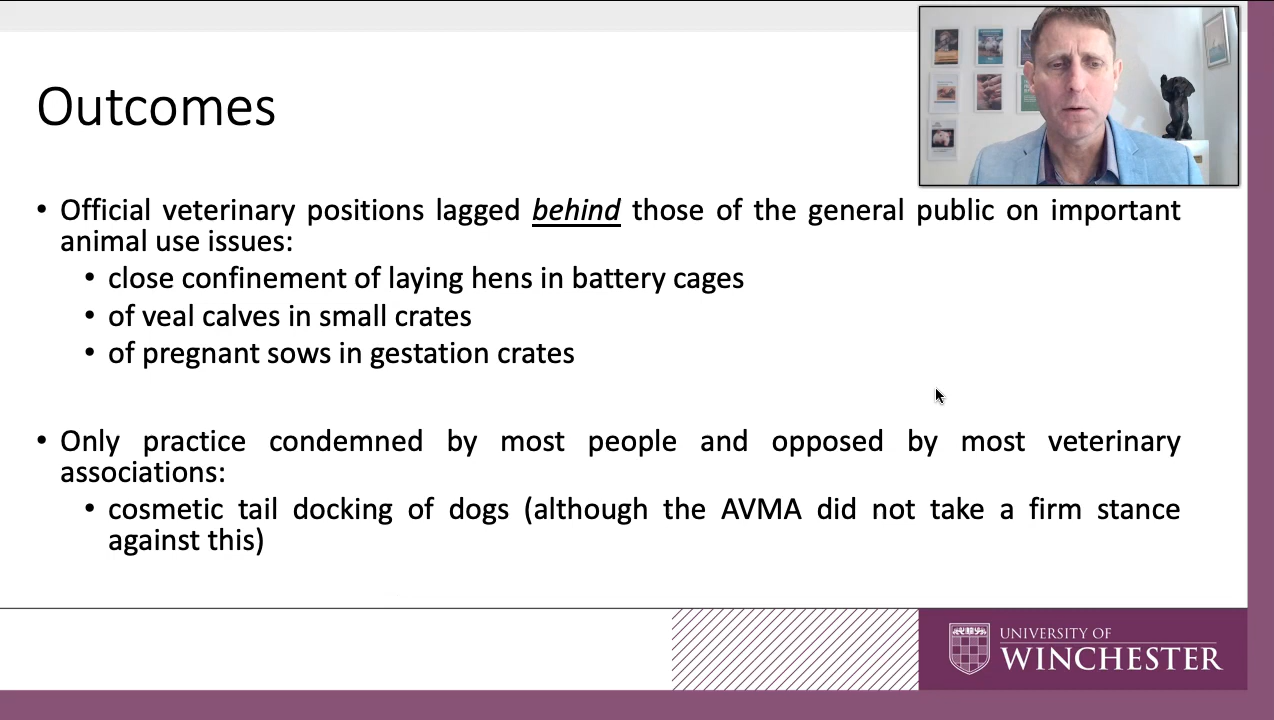 Outcomes
• Official veterinary positions lagged behind those of the general public on important
animal use issues:
• close confinement of laying hens in battery cages
• of veal calves in small crates
• of pregnant sows in gestation crates
• Only practice condemned by most people and opposed by most veterinary
associations:
• cosmetic tail docking of dogs (although the AVMA did not take a firm stance
against this)
UNIVERSITY OF
WINCHESTER